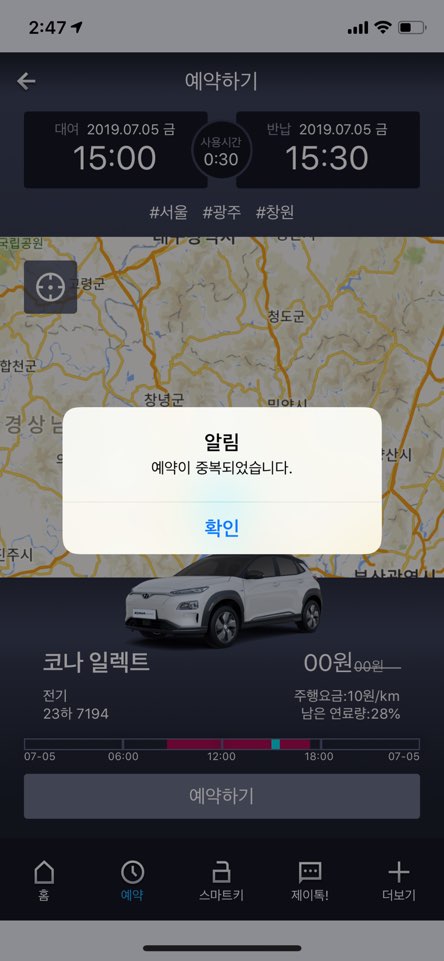 2:47
예약하기
대여 2019.07.05 금
15:00
사용시간
0:30
반납 2019.07.05 금
15:30
#서울 #광주 #창원
국립공원
고령군
청도군
합천군
창녕군
밀양시
경상남
양산시
진주시
부산광역시
알림
예약이 중복되었습니다.
확인
코나 일렉트
00원00원
전기
주행요금:10원/km
23하 7194
남은 연료량:28%
07-05 06:00 12:00 18:00 07-05
예약하기
홈 예약 스마트키 제이톡! 더보기